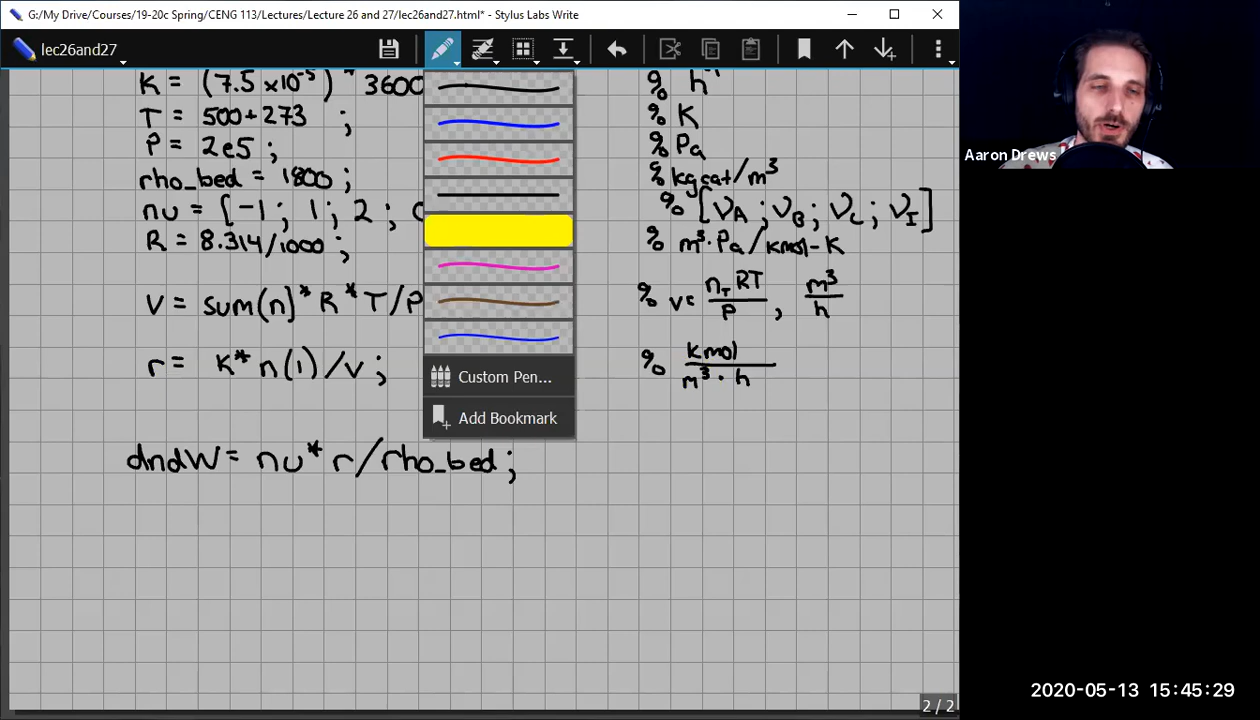 G:/My Drive/Courses/19-20c Spring/CENG 113/Lectures/Lecture 26 and 27/lec26and27.html* - Stylus Labs Write
lec26and27
K = (7.5 x10⁻⁵) * 3600 % h⁻¹
T = 500+273 ; % K
P = 2e5 ; % Pa
rho_bed = 1800 ; % kgcat/m³
nu = [-1 ; 1 ; 2 ; % [ν_A ; ν_B ; ν_C ; ν_I]
R = 8.314/1000 ; % m³·Pa/kmol-K
V = sum(n)* R* T/P % v= n_T RT / P , m³/h
r = K* n(1) /v ; % kmol / m³·h
Custom Pen...
Add Bookmark
dndW = nu* r/rho_bed ;
2 / 2
Aaron Drews
2020-05-13 15:45:29